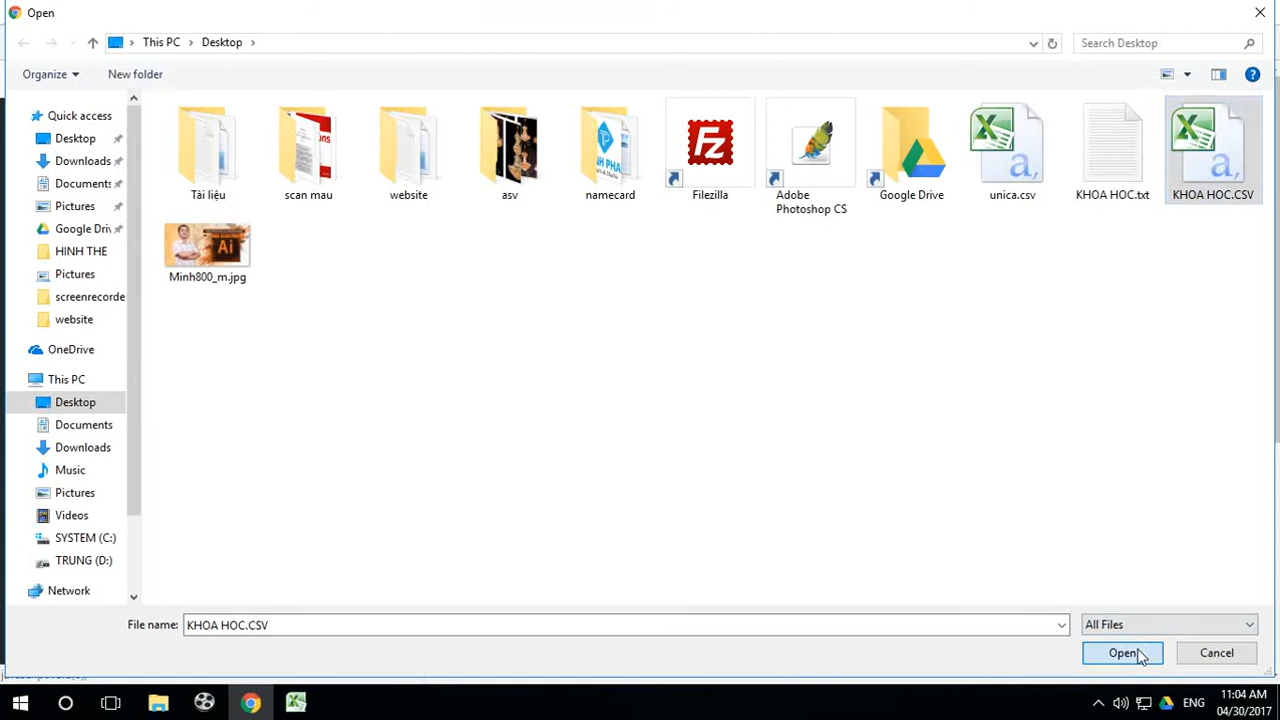 Open
This PC
Desktop
Search Desktop
Organize
New folder
Quick access
Desktop
Downloads
Documents
Pictures
Google Driv
HINH THE
Pictures
screenrecorde
website
OneDrive
This PC
Desktop
Documents
Downloads
Music
Pictures
Videos
SYSTEM (C:)
TRUNG (D:)
Network
Tài liệu
scan mau
website
asv
namecard
Fz
Filezilla
Adobe
Photoshop CS
Google Drive
a,
unica.csv
KHOA HOC.txt
a,
KHOA HOC.CSV
Ai
Minh800_m.jpg
File name:
KHOA HOC.CSV
All Files
Open
Cancel
ENG
11:04 AM
04/30/2017